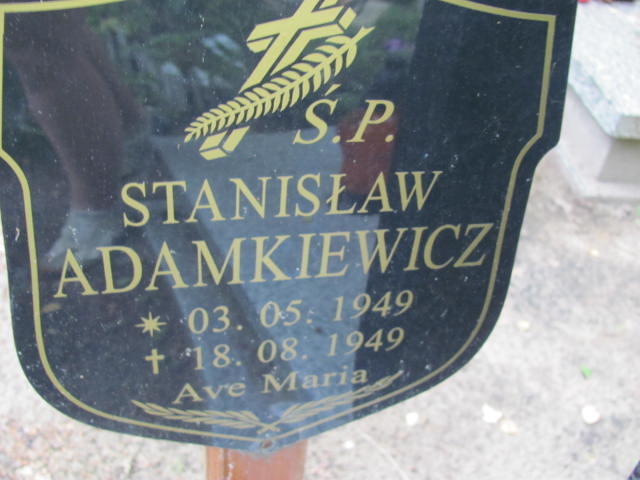 Ś.P.
STANISŁAW
ADAMKIEWICZ
* 03. 05. 1949
† 18. 08. 1949
Ave Maria